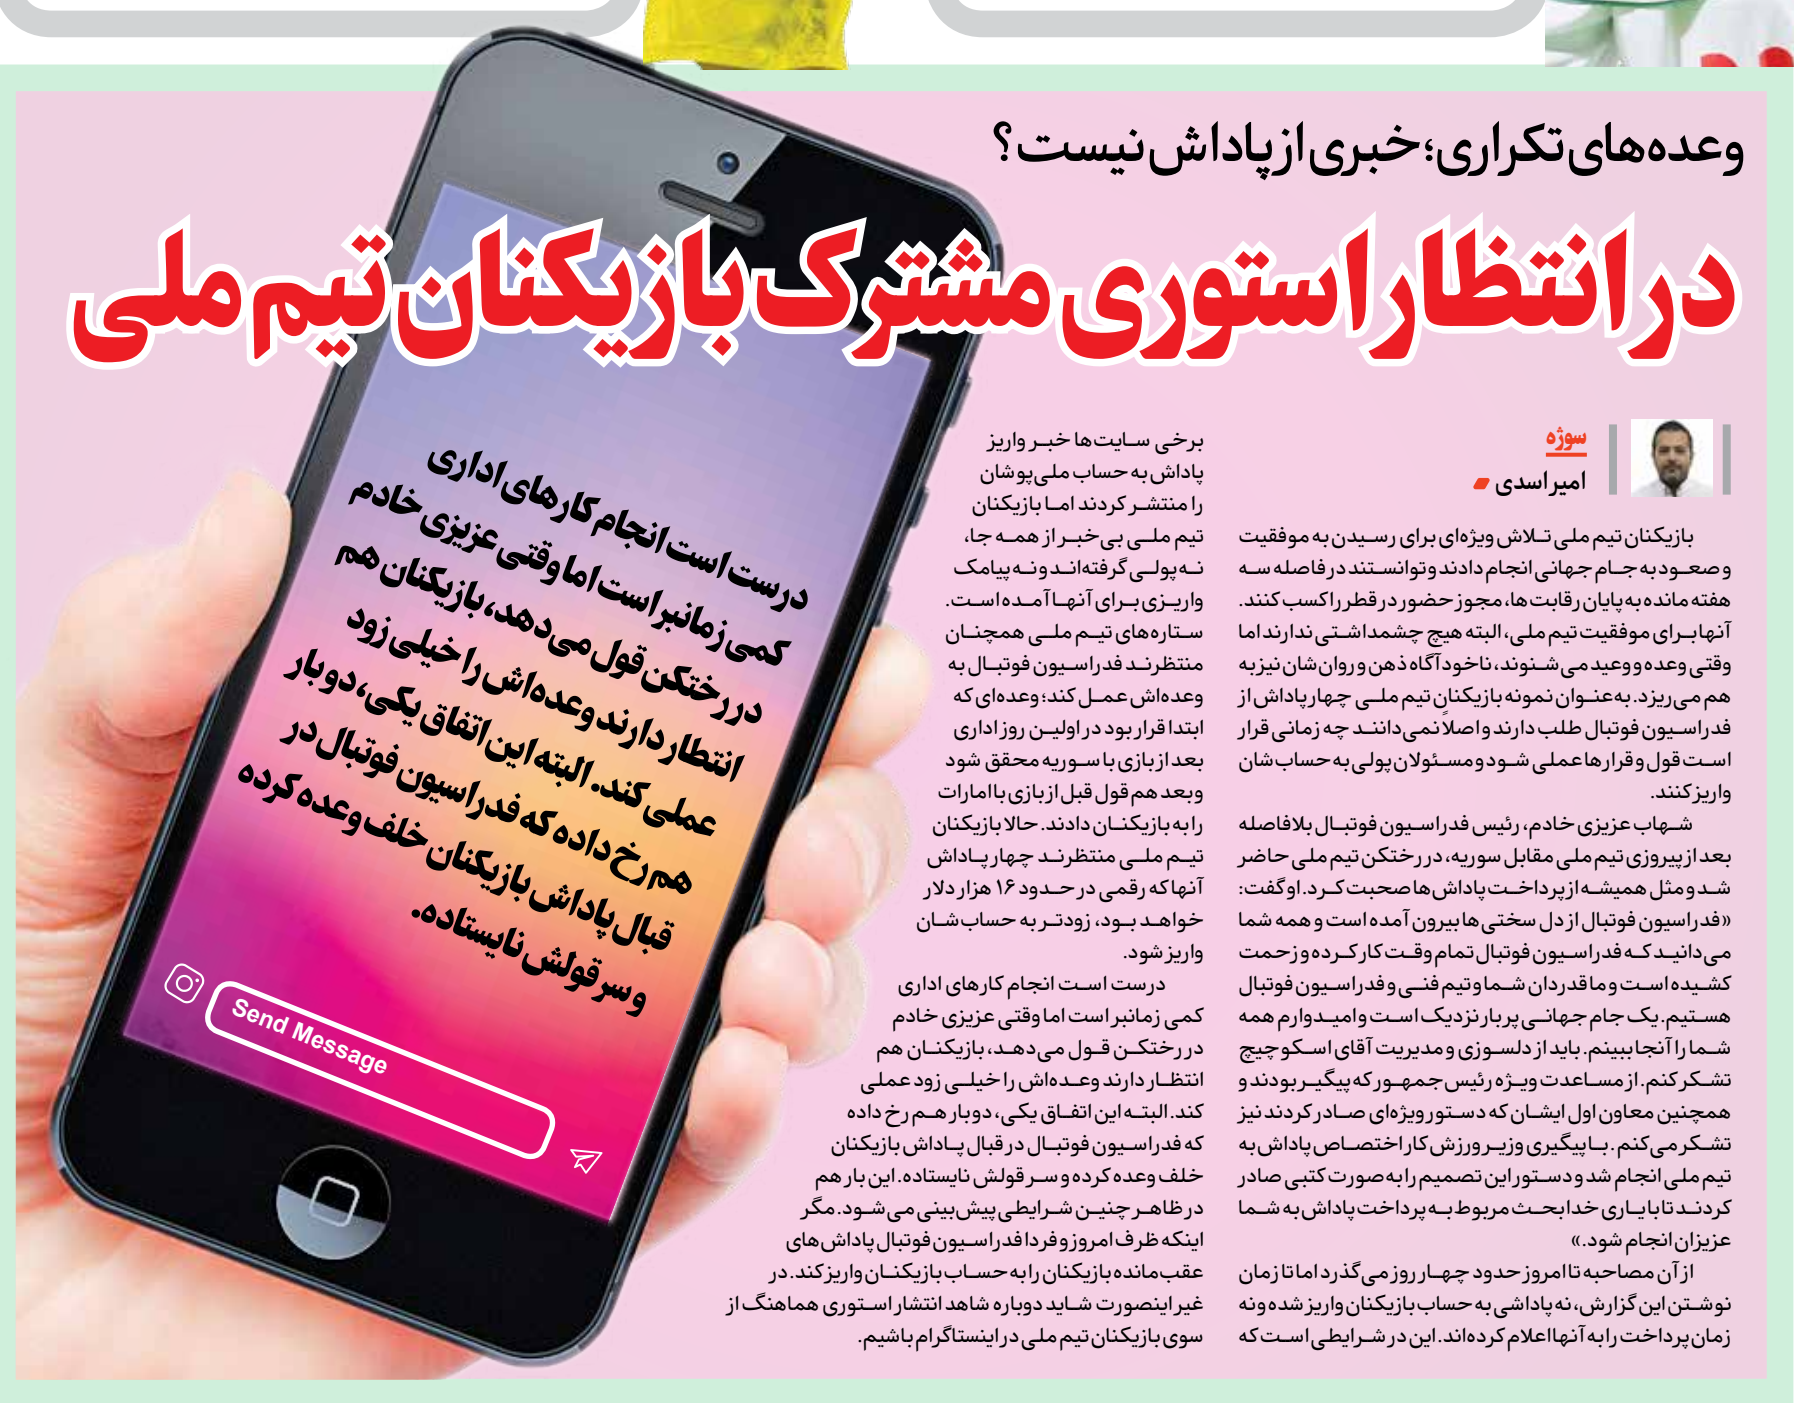 وعده‌های تکراری؛ خبری از پاداش نیست؟
در انتظار استوری مشترک بازیکنان تیم ملی
سوژه
امیر اسدی
بازیکنان تیم ملی تلاش ویژه‌ای برای رسیدن به موفقیت
و صعود به جام جهانی انجام دادند و توانستند در فاصله سه
هفته مانده به پایان رقابت‌ها، مجوز حضور در قطر را کسب کنند.
آنها برای موفقیت تیم ملی، البته هیچ چشمداشتی ندارند اما
وقتی وعده و وعید می‌شنوند، ناخودآگاه ذهن و روان‌شان نیز به
هم می‌ریزد. به‌عنوان نمونه بازیکنان تیم ملی چهار پاداش از
فدراسیون فوتبال طلب دارند و اصلاً نمی‌دانند چه زمانی قرار
است قول و قرارها عملی شود و مسئولان پولی به حساب‌شان
واریز کنند.
شهاب عزیزی خادم، رئیس فدراسیون فوتبال بلافاصله
بعد از پیروزی تیم ملی مقابل سوریه، در رختکن تیم ملی حاضر
شد و مثل همیشه از پرداخت پاداش‌ها صحبت کرد. او گفت:
«فدراسیون فوتبال از دل سختی‌ها بیرون آمده است و همه شما
می‌دانید که فدراسیون فوتبال تمام وقت کار کرده و زحمت
کشیده است و ما قدردان شما و تیم فنی و فدراسیون فوتبال
هستیم. یک جام جهانی پربار نزدیک است و امیدوارم همه
شما را آنجا ببینم. باید از دلسوزی و مدیریت آقای اسکوچیچ
تشکر کنم. از مساعدت ویژه رئیس جمهور که پیگیر بودند و
همچنین معاون اول ایشان که دستور ویژه‌ای صادر کردند نیز
تشکر می‌کنم. با پیگیری وزیر ورزش کار اختصاص پاداش به
تیم ملی انجام شد و دستور این تصمیم را به صورت کتبی صادر
کردند تا با یاری خدا بحث مربوط به پرداخت پاداش به شما
عزیزان انجام شود.»
از آن مصاحبه تا امروز حدود چهار روز می‌گذرد اما تا زمان
نوشتن این گزارش، نه پاداشی به حساب بازیکنان واریز شده و نه
زمان پرداخت را به آنها اعلام کرده‌اند. این در شرایطی است که
برخی سایت‌ها خبر واریز
پاداش به حساب ملی‌پوشان
را منتشر کردند اما بازیکنان
تیم ملی بی‌خبر از همه جا،
نه پولی گرفته‌اند و نه پیامک
واریزی برای آنها آمده است.
ستاره‌های تیم ملی همچنان
منتظرند فدراسیون فوتبال به
وعده‌اش عمل کند؛ وعده‌ای که
ابتدا قرار بود در اولین روز اداری
بعد از بازی با سوریه محقق شود
و بعد هم قول قبل از بازی با امارات
را به بازیکنان دادند. حالا بازیکنان
تیم ملی منتظرند چهار پاداش
آنها که رقمی در حدود ۱۶ هزار دلار
خواهد بود، زودتر به حساب‌شان
واریز شود.
درست است انجام کارهای اداری
کمی زمانبر است اما وقتی عزیزی خادم
در رختکن قول می‌دهد، بازیکنان هم
انتظار دارند وعده‌اش را خیلی زود عملی
کند. البته این اتفاق یکی، دو بار هم رخ داده
که فدراسیون فوتبال در قبال پاداش بازیکنان
خلف وعده کرده و سر قولش نایستاده. این بار هم
در ظاهر چنین شرایطی پیش‌بینی می‌شود. مگر
اینکه ظرف امروز و فردا فدراسیون فوتبال پاداش‌های
عقب‌مانده بازیکنان را به حساب بازیکنان واریز کند. در
غیر اینصورت شاید دوباره شاهد انتشار استوری هماهنگ از
سوی بازیکنان تیم ملی در اینستاگرام باشیم.
درست است انجام کارهای اداری
کمی زمانبر است اما وقتی عزیزی خادم
در رختکن قول می‌دهد، بازیکنان هم
انتظار دارند وعده‌اش را خیلی زود
عملی کند. البته این اتفاق یکی، دو بار
هم رخ داده که فدراسیون فوتبال در
قبال پاداش بازیکنان خلف وعده کرده
و سر قولش نایستاده.
Send Message